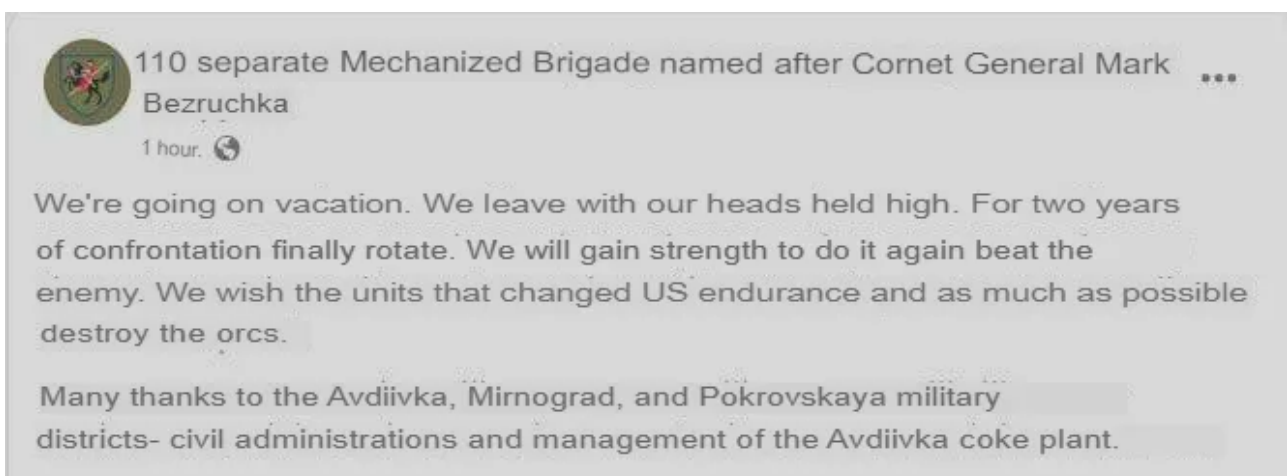 110 separate Mechanized Brigade named after Cornet General Mark
Bezruchka
1 hour.
We're going on vacation. We leave with our heads held high. For two years
of confrontation finally rotate. We will gain strength to do it again beat the
enemy. We wish the units that changed US endurance and as much as possible
destroy the orcs.
Many thanks to the Avdiivka, Mirnograd, and Pokrovskaya military
districts- civil administrations and management of the Avdiivka coke plant.